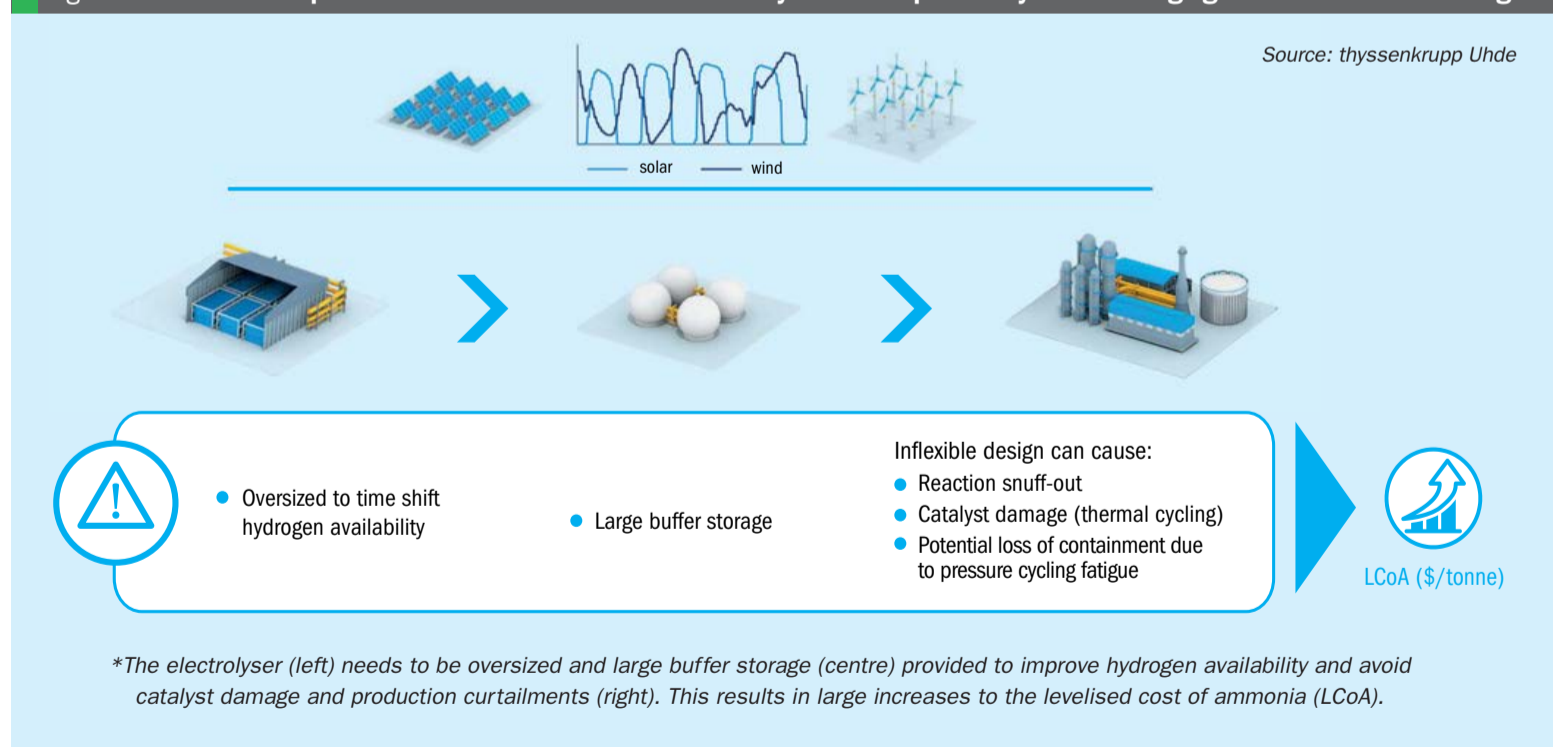 Source: thyssenkrupp Uhde
solar wind
Inflexible design can cause:
Reaction snuff-out
Catalyst damage (thermal cycling)
Potential loss of containment due
to pressure cycling fatigue
Oversized to time shift
hydrogen availability
Large buffer storage
LCoA ($/tonne)
*The electrolyser (left) needs to be oversized and large buffer storage (centre) provided to improve hydrogen availability and avoid
catalyst damage and production curtailments (right). This results in large increases to the levelised cost of ammonia (LCoA).